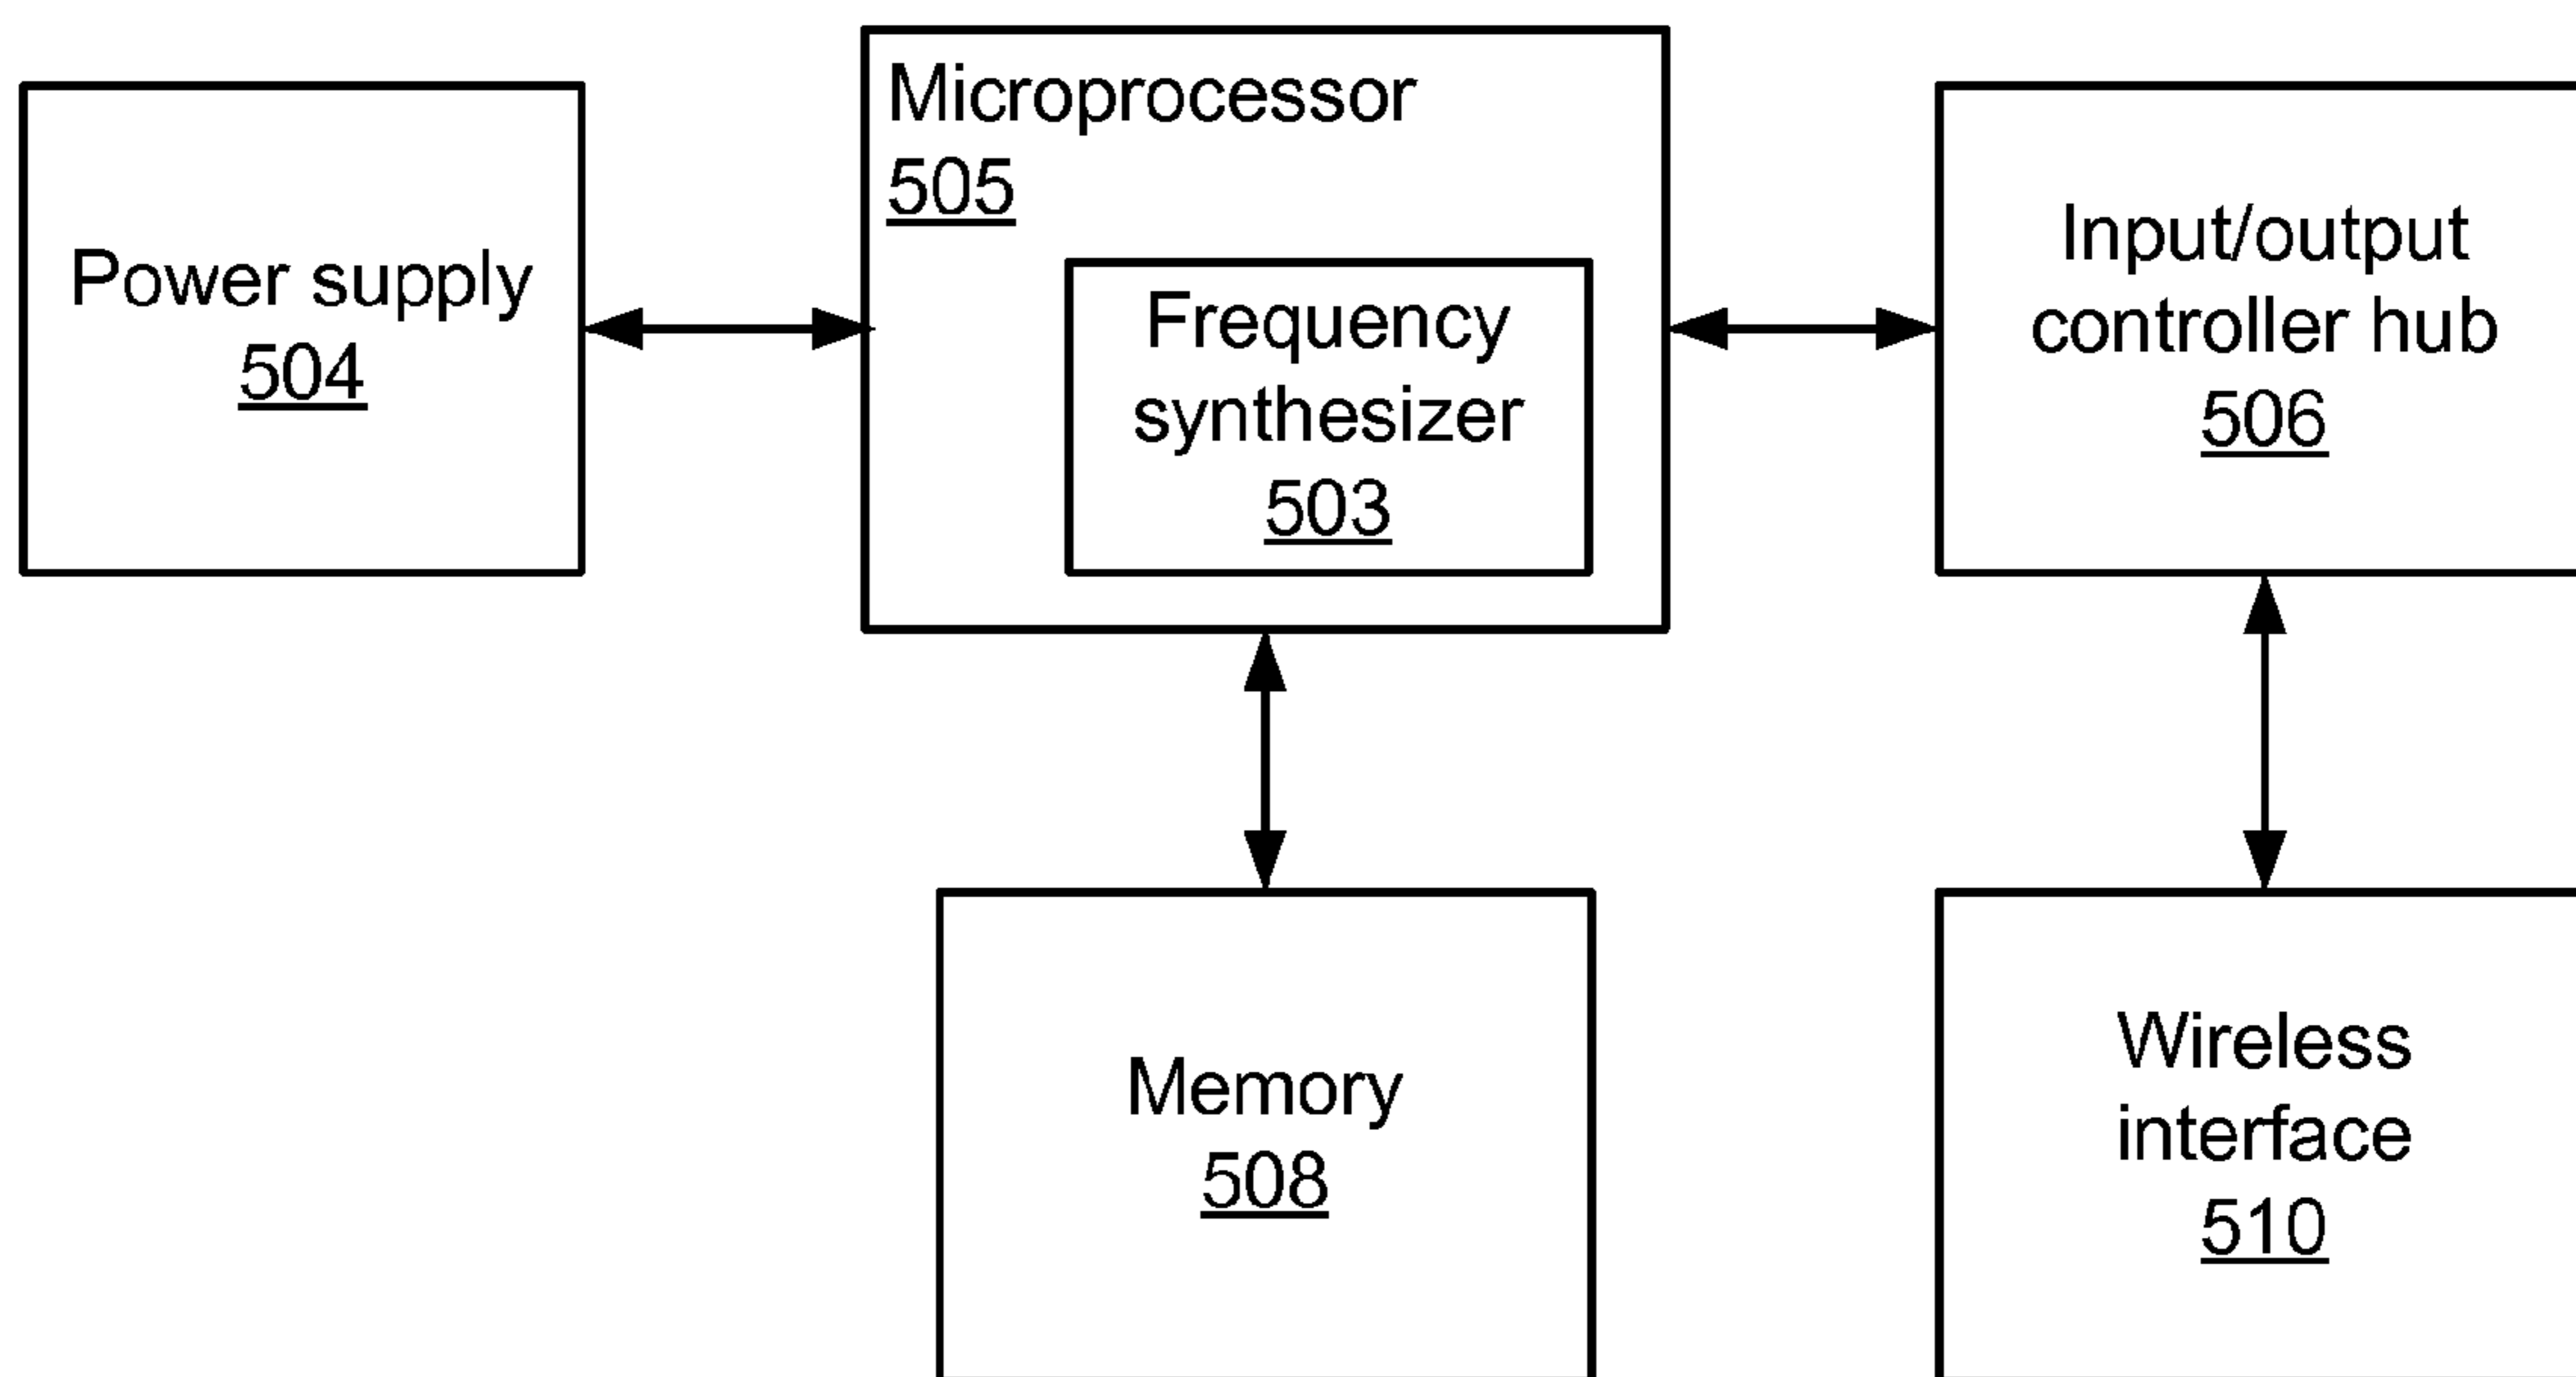 Microprocessor
505
Power supply
504
Frequency
synthesizer
503
Input/output
controller hub
506
Memory
508
Wireless
interface
510